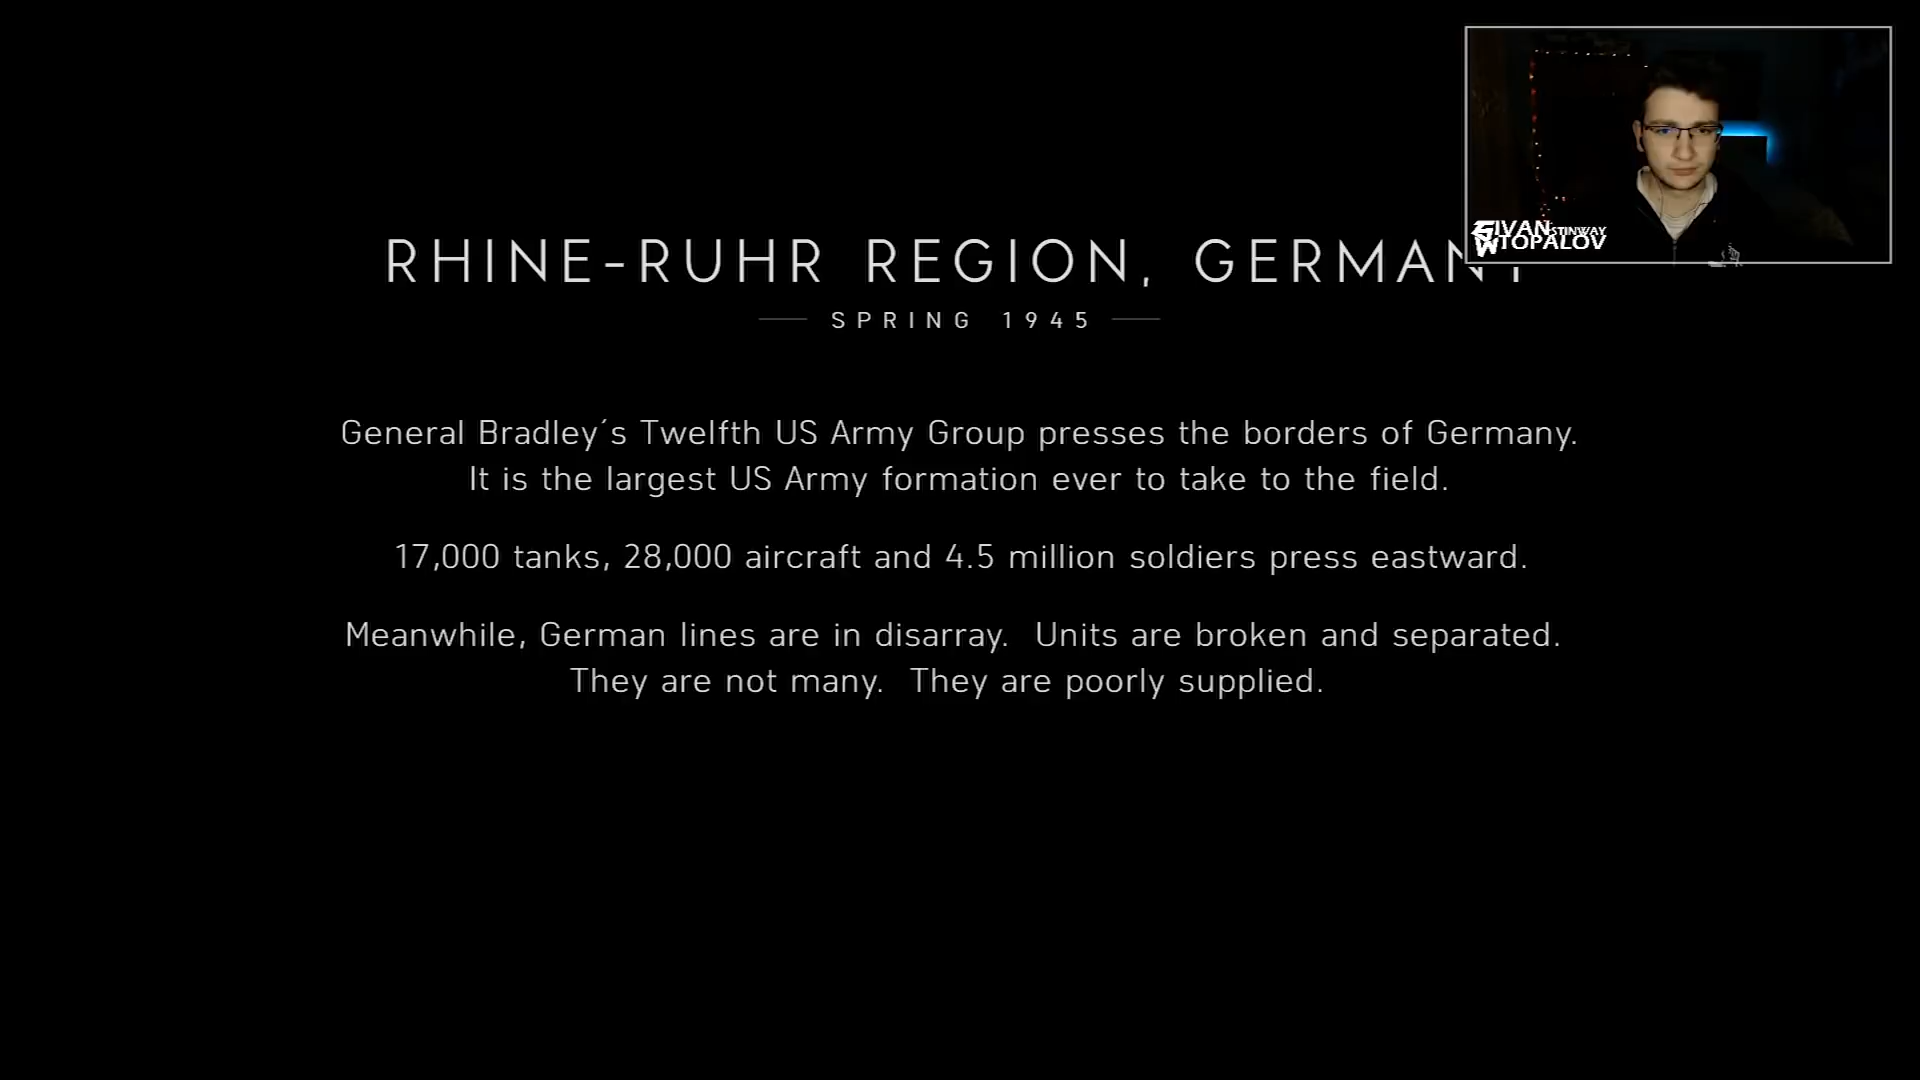 RHINE-RUHR REGION, GERMANY
SPRING 1945
General Bradley´s Twelfth US Army Group presses the borders of Germany.
It is the largest US Army formation ever to take to the field.
17,000 tanks, 28,000 aircraft and 4.5 million soldiers press eastward.
Meanwhile, German lines are in disarray.  Units are broken and separated.
They are not many.  They are poorly supplied.
IVAN STINWAY
TOPALOV